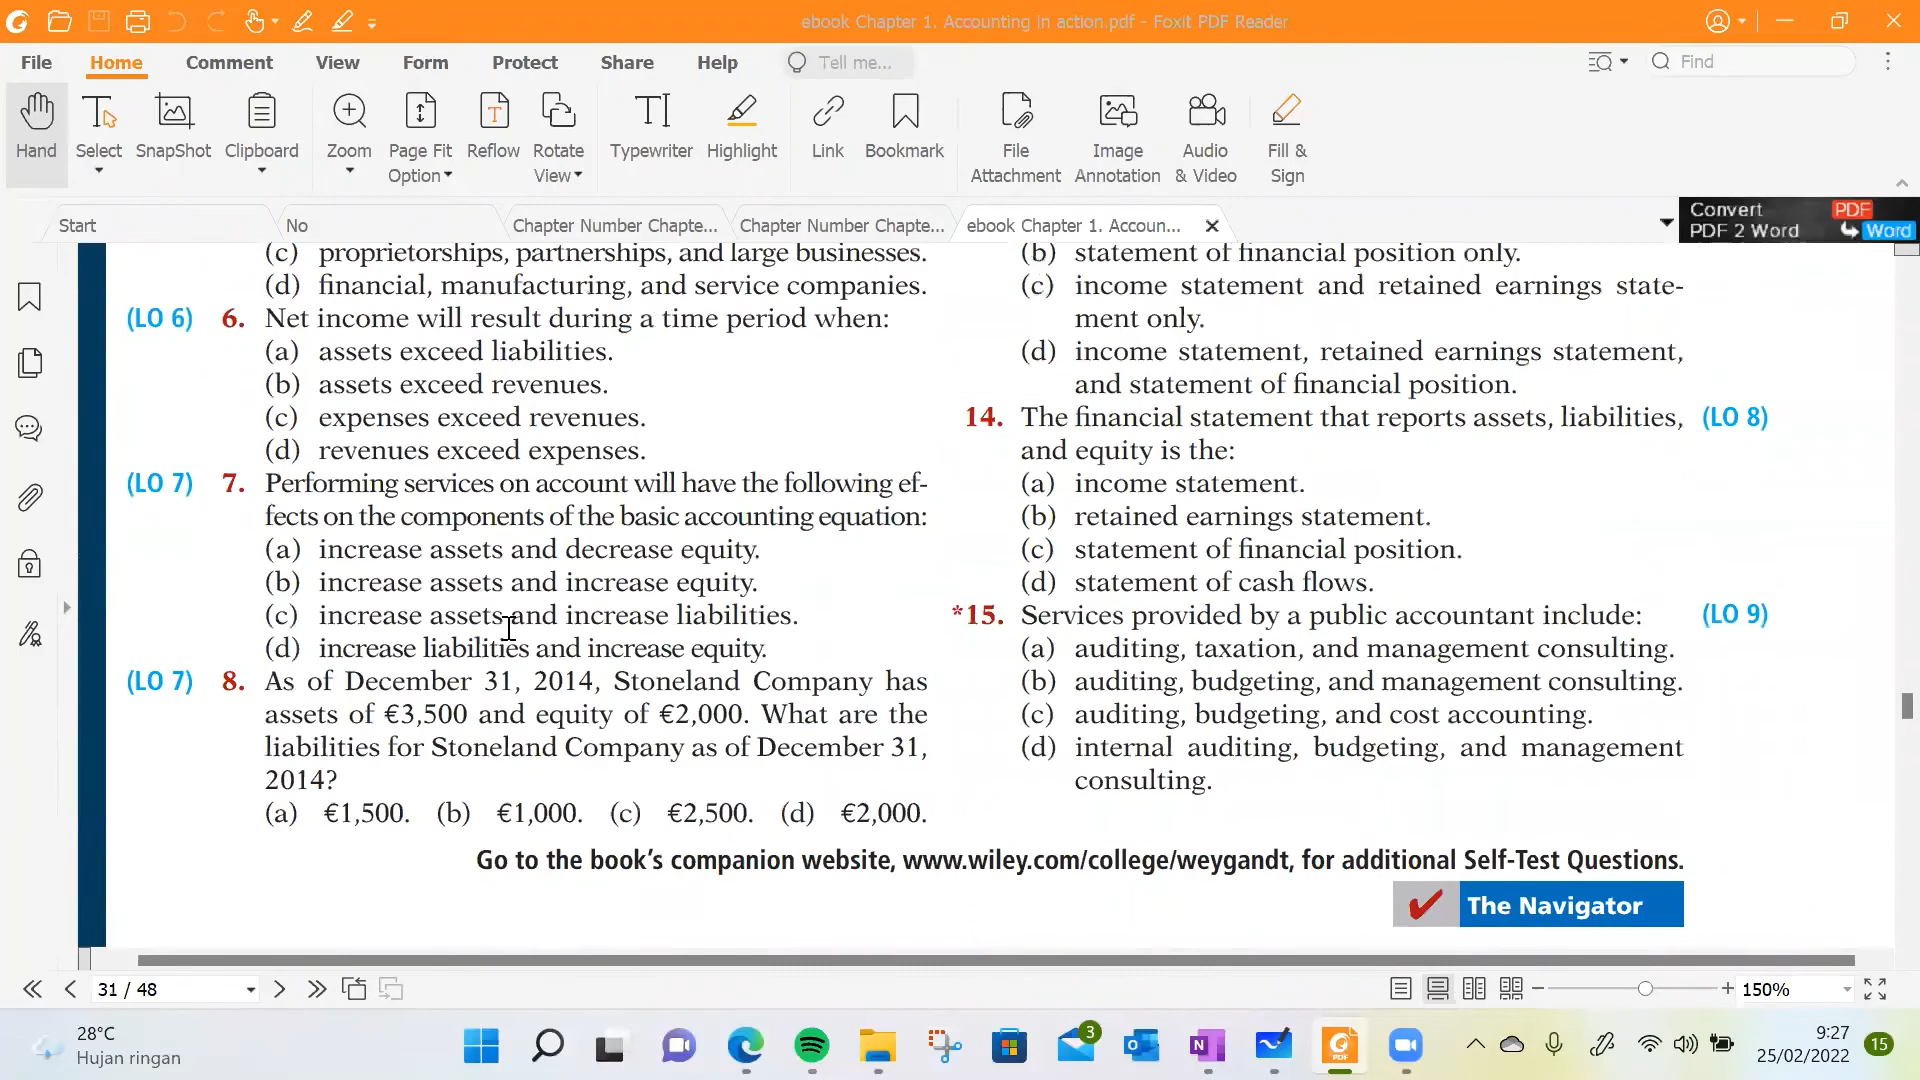 ebook Chapter 1. Accounting in action.pdf - Foxit PDF Reader
File Home Comment View Form Protect Share Help Tell me... Find
Hand Select SnapShot Clipboard Zoom Page Fit Option Reflow Rotate View Typewriter Highlight Link Bookmark File Attachment Image Annotation Audio & Video Fill & Sign
Start No Chapter Number Chapte... Chapter Number Chapte... ebook Chapter 1. Accoun...
Convert PDF
PDF 2 Word Word
(c) proprietorships, partnerships, and large businesses.
(d) financial, manufacturing, and service companies.
(LO 6) 6. Net income will result during a time period when:
(a) assets exceed liabilities.
(b) assets exceed revenues.
(c) expenses exceed revenues.
(d) revenues exceed expenses.
(LO 7) 7. Performing services on account will have the following ef-
fects on the components of the basic accounting equation:
(a) increase assets and decrease equity.
(b) increase assets and increase equity.
(c) increase assets and increase liabilities.
(d) increase liabilities and increase equity.
(LO 7) 8. As of December 31, 2014, Stoneland Company has
assets of €3,500 and equity of €2,000. What are the
liabilities for Stoneland Company as of December 31,
2014?
(a) €1,500. (b) €1,000. (c) €2,500. (d) €2,000.
(b) statement of financial position only.
(c) income statement and retained earnings state-
ment only.
(d) income statement, retained earnings statement,
and statement of financial position.
14. The financial statement that reports assets, liabilities, (LO 8)
and equity is the:
(a) income statement.
(b) retained earnings statement.
(c) statement of financial position.
(d) statement of cash flows.
*15. Services provided by a public accountant include: (LO 9)
(a) auditing, taxation, and management consulting.
(b) auditing, budgeting, and management consulting.
(c) auditing, budgeting, and cost accounting.
(d) internal auditing, budgeting, and management
consulting.
Go to the book's companion website, www.wiley.com/college/weygandt, for additional Self-Test Questions.
The Navigator
31 / 48 150%
28°C
Hujan ringan
3
9:27
25/02/2022
15